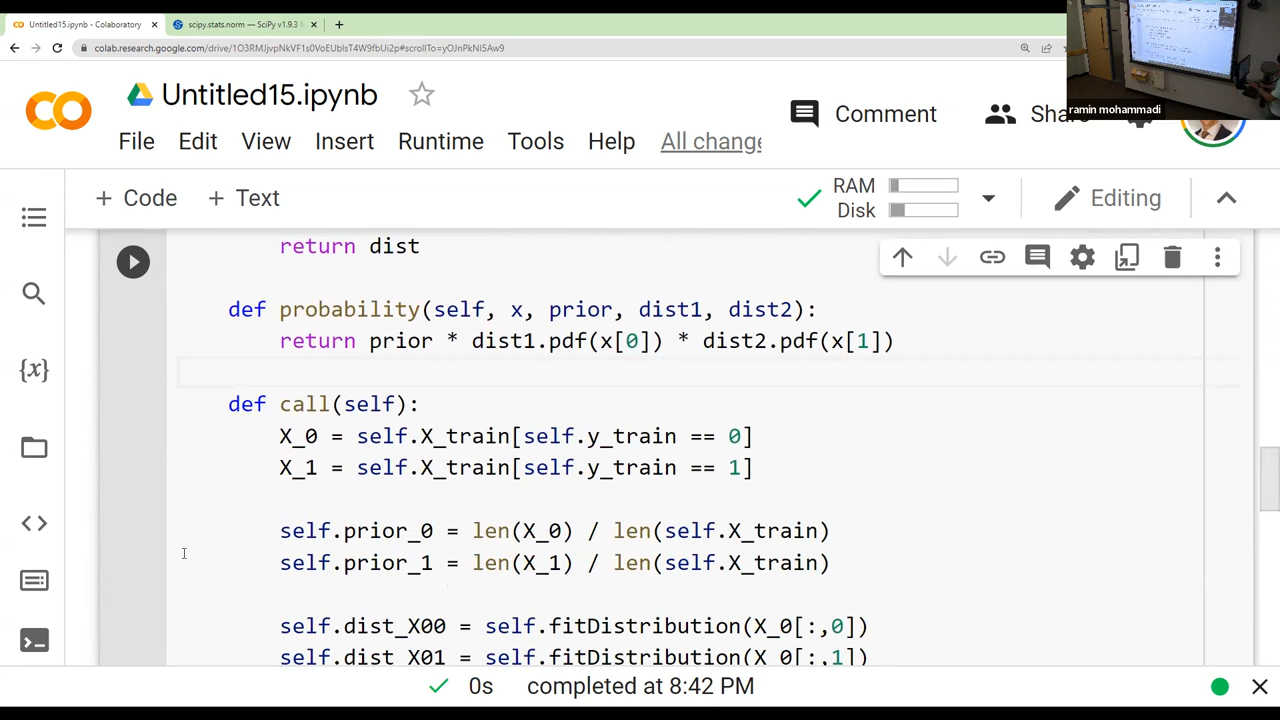 Untitled15.ipynb - Colaboratory
scipy.stats.norm — SciPy v1.9.3
colab.research.google.com/drive/1O3RMJjvpNkVF1s0VoEUblsT4W9fbUi2p#scrollTo=yOJnPkNI5Aw9
Untitled15.ipynb
Comment
Share
ramin mohammadi
File Edit View Insert Runtime Tools Help All change
+ Code + Text
RAM
Disk
Editing
return dist
def probability(self, x, prior, dist1, dist2):
return prior * dist1.pdf(x[0]) * dist2.pdf(x[1])
def call(self):
X_0 = self.X_train[self.y_train == 0]
X_1 = self.X_train[self.y_train == 1]
self.prior_0 = len(X_0) / len(self.X_train)
self.prior_1 = len(X_1) / len(self.X_train)
self.dist_X00 = self.fitDistribution(X_0[:,0])
self.dist_X01 = self.fitDistribution(X_0[:,1])
0s completed at 8:42 PM